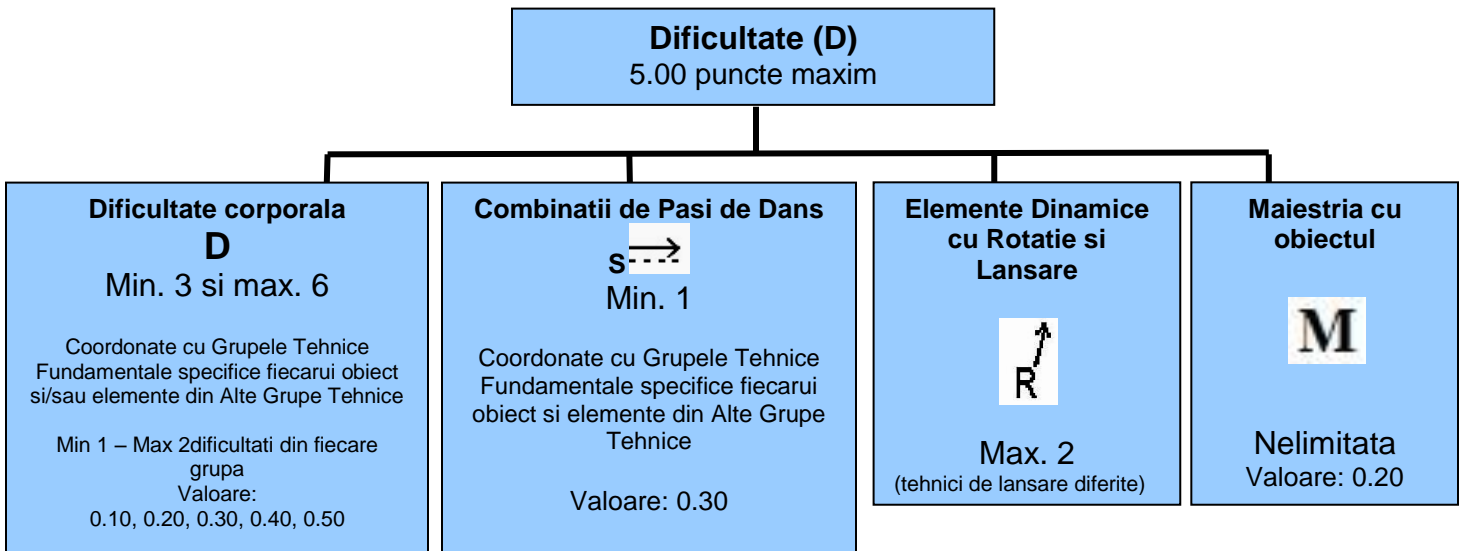 Dificultate (D)
5.00 puncte maxim
Dificultate corporala
D
Min. 3 si max. 6
Coordonate cu Grupele Tehnice
Fundamentale specifice fiecarui obiect
si/sau elemente din Alte Grupe Tehnice
Min 1 – Max 2dificultati din fiecare
grupa
Valoare:
0.10, 0.20, 0.30, 0.40, 0.50
Combinatii de Pasi de Dans
S
Min. 1
Coordonate cu Grupele Tehnice
Fundamentale specifice fiecarui
obiect si elemente din Alte Grupe
Tehnice
Valoare: 0.30
Elemente Dinamice
cu Rotatie si
Lansare
R
Max. 2
(tehnici de lansare diferite)
Maiestria cu
obiectul
M
Nelimitata
Valoare: 0.20